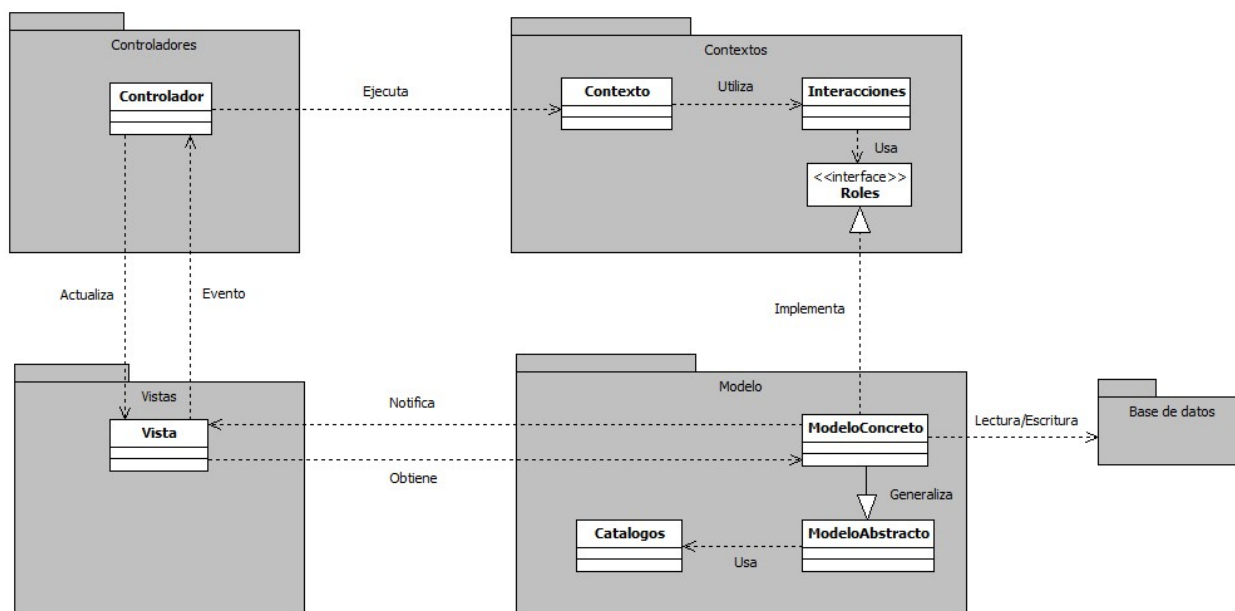 Controladores
Contextos
Controlador
Ejecuta
Contexto
Utiliza
Interacciones
Usa
<<interface>>
Roles
Actualiza
Evento
Implementa
Vistas
Modelo
Base de datos
Vista
Notifica
ModeloConcreto
Lectura/Escritura
Obtiene
Generaliza
Catalogos
ModeloAbstracto
Usa